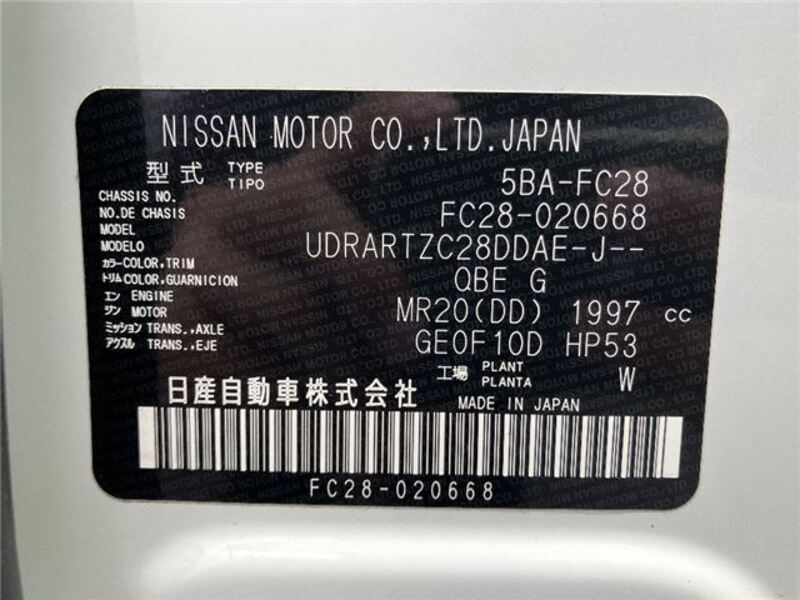 NISSAN MOTOR CO.,LTD.JAPAN
型式 TYPE TIPO 5BA-FC28
CHASSIS NO.
NO.DE CHASIS FC28-020668
MODEL
MODELO UDRARTZC28DDAE-J--
カラー COLOR,TRIM
トリム COLOR,GUARNICION QBE G
エン ENGINE
ジン MOTOR MR20(DD) 1997 cc
ミッション TRANS.,AXLE
アクスル TRANS.,EJE GE0F10D HP53
工場 PLANT PLANTA W
日産自動車株式会社 MADE IN JAPAN
FC28-020668